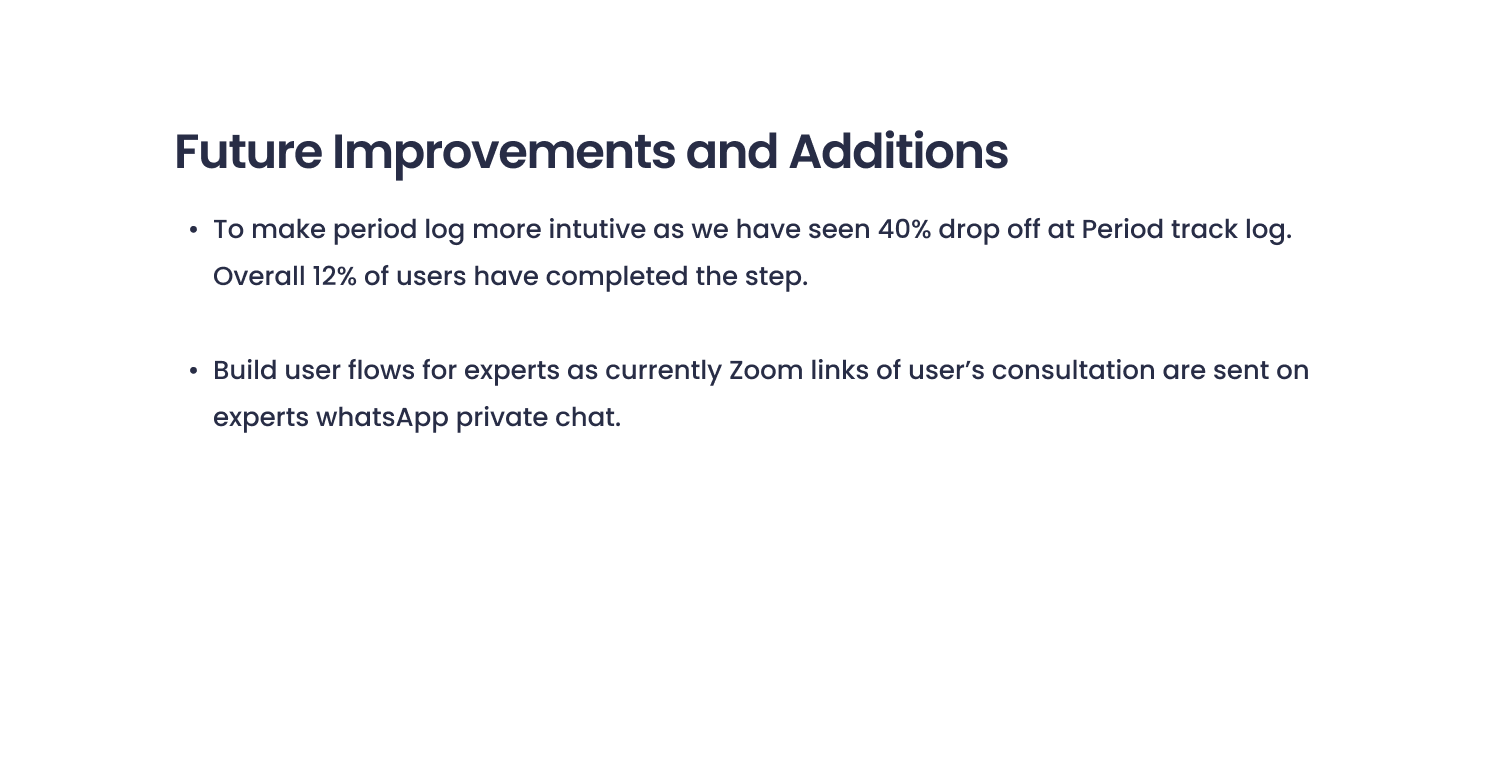 Future Improvements and Additions
• To make period log more intutive as we have seen 40% drop off at Period track log.
Overall 12% of users have completed the step.
• Build user flows for experts as currently Zoom links of user’s consultation are sent on
experts whatsApp private chat.